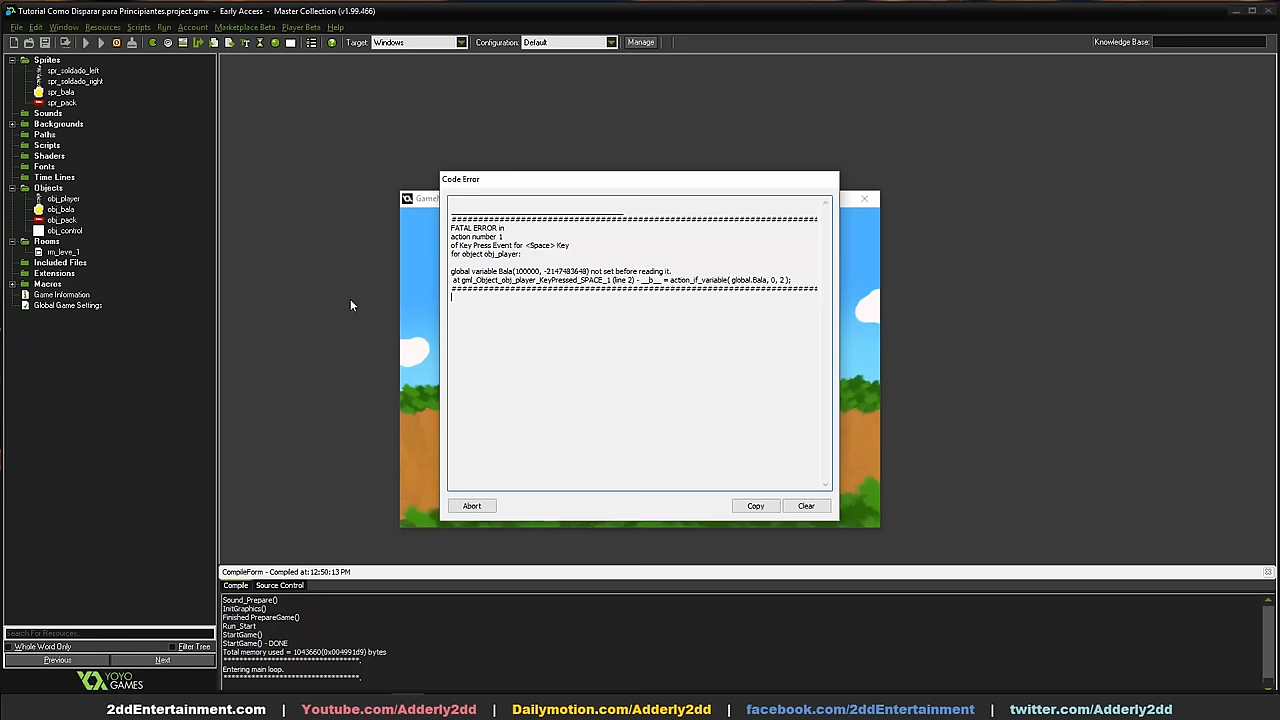 Tutorial Como Disparar para Principiantes.project.gmx - Early Access - Master Collection (v1.99.466)
File Edit Window Resources Scripts Run Account Marketplace Beta Player Beta Help
Target: Windows Configuration: Default Manage Knowledge Base:
Sprites
spr_soldado_left
spr_soldado_right
spr_bala
spr_pack
Sounds
Backgrounds
Paths
Scripts
Shaders
Fonts
Time Lines
Objects
obj_player
obj_bala
obj_pack
obj_control
Rooms
rm_leve_1
Included Files
Extensions
Macros
Game Information
Global Game Settings
Search For Resources...
Whole Word Only Filter Tree
Previous Next
YOYO
GAMES
Code Error
############################################################################################
FATAL ERROR in
action number 1
of Key Press Event for <Space> Key
for object obj_player:
global variable Bala(100000, -2147483648) not set before reading it.
at gml_Object_obj_player_KeyPressed_SPACE_1 (line 2) - __b__ = action_if_variable( global.Bala, 0, 2 );
############################################################################################
Abort Copy Clear
CompileForm - Compiled at:12:50:13 PM
Compile Source Control
Sound_Prepare()
InitGraphics()
Finished PrepareGame()
Run_Start
StartGame()
StartGame() - DONE
Total memory used = 1043660(0x004991d9) bytes
**********************************.
Entering main loop.
**********************************.
2ddEntertainment.com | Youtube.com/Adderly2dd | Dailymotion.com/Adderly2dd | facebook.com/2ddEntertainment | twitter.com/Adderly2dd